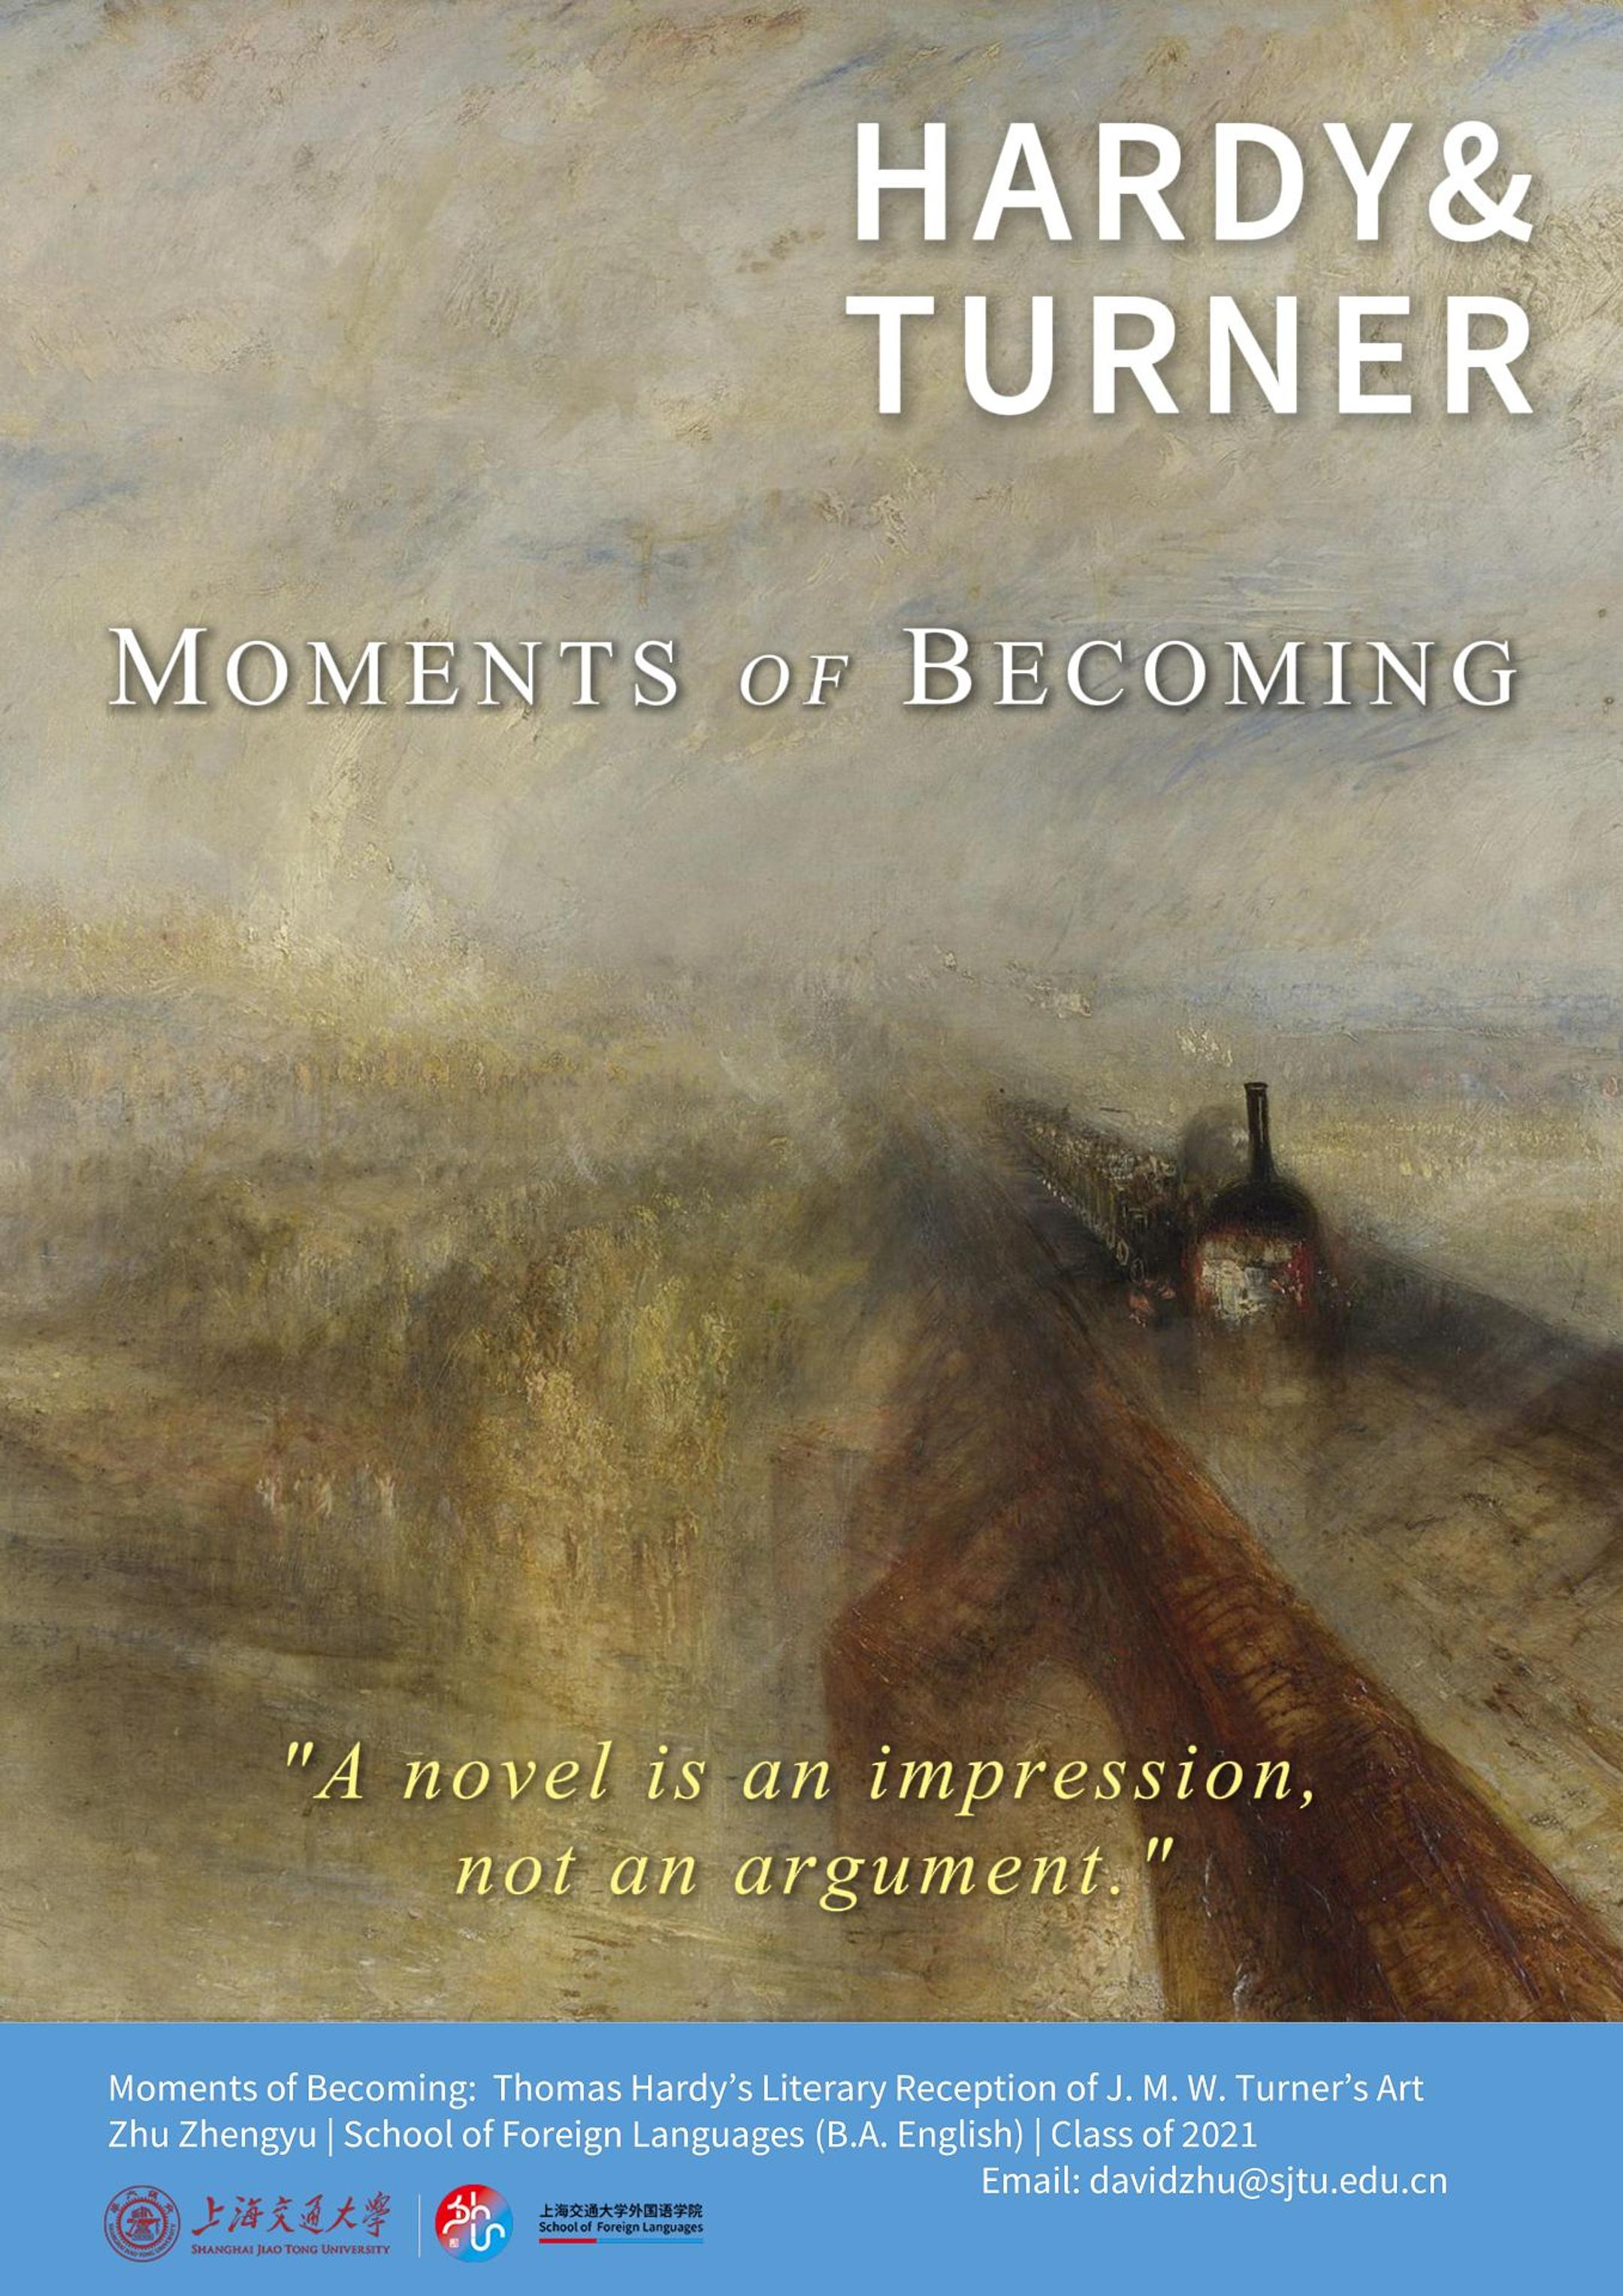 HARDY&
TURNER
MOMENTS OF BECOMING
"A novel is an impression,
not an argument."
Moments of Becoming: Thomas Hardy’s Literary Reception of J. M. W. Turner’s Art
Zhu Zhengyu | School of Foreign Languages (B.A. English) | Class of 2021
Email: davidzhu@sjtu.edu.cn
上海交通大学
SHANGHAI JIAO TONG UNIVERSITY
上海交通大学外国语学院
School of Foreign Languages